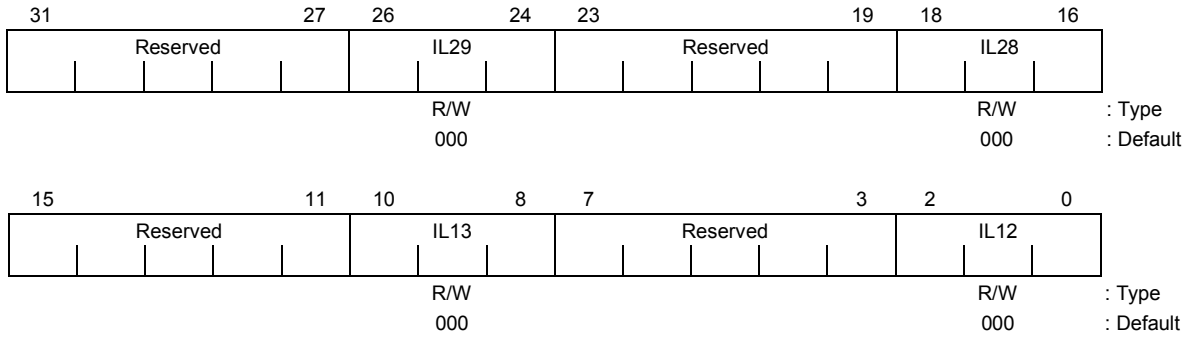 31 27 26 24 23 19 18 16
Reserved IL29 Reserved IL28
R/W R/W : Type
000 000 : Default
15 11 10 8 7 3 2 0
Reserved IL13 Reserved IL12
R/W R/W : Type
000 000 : Default